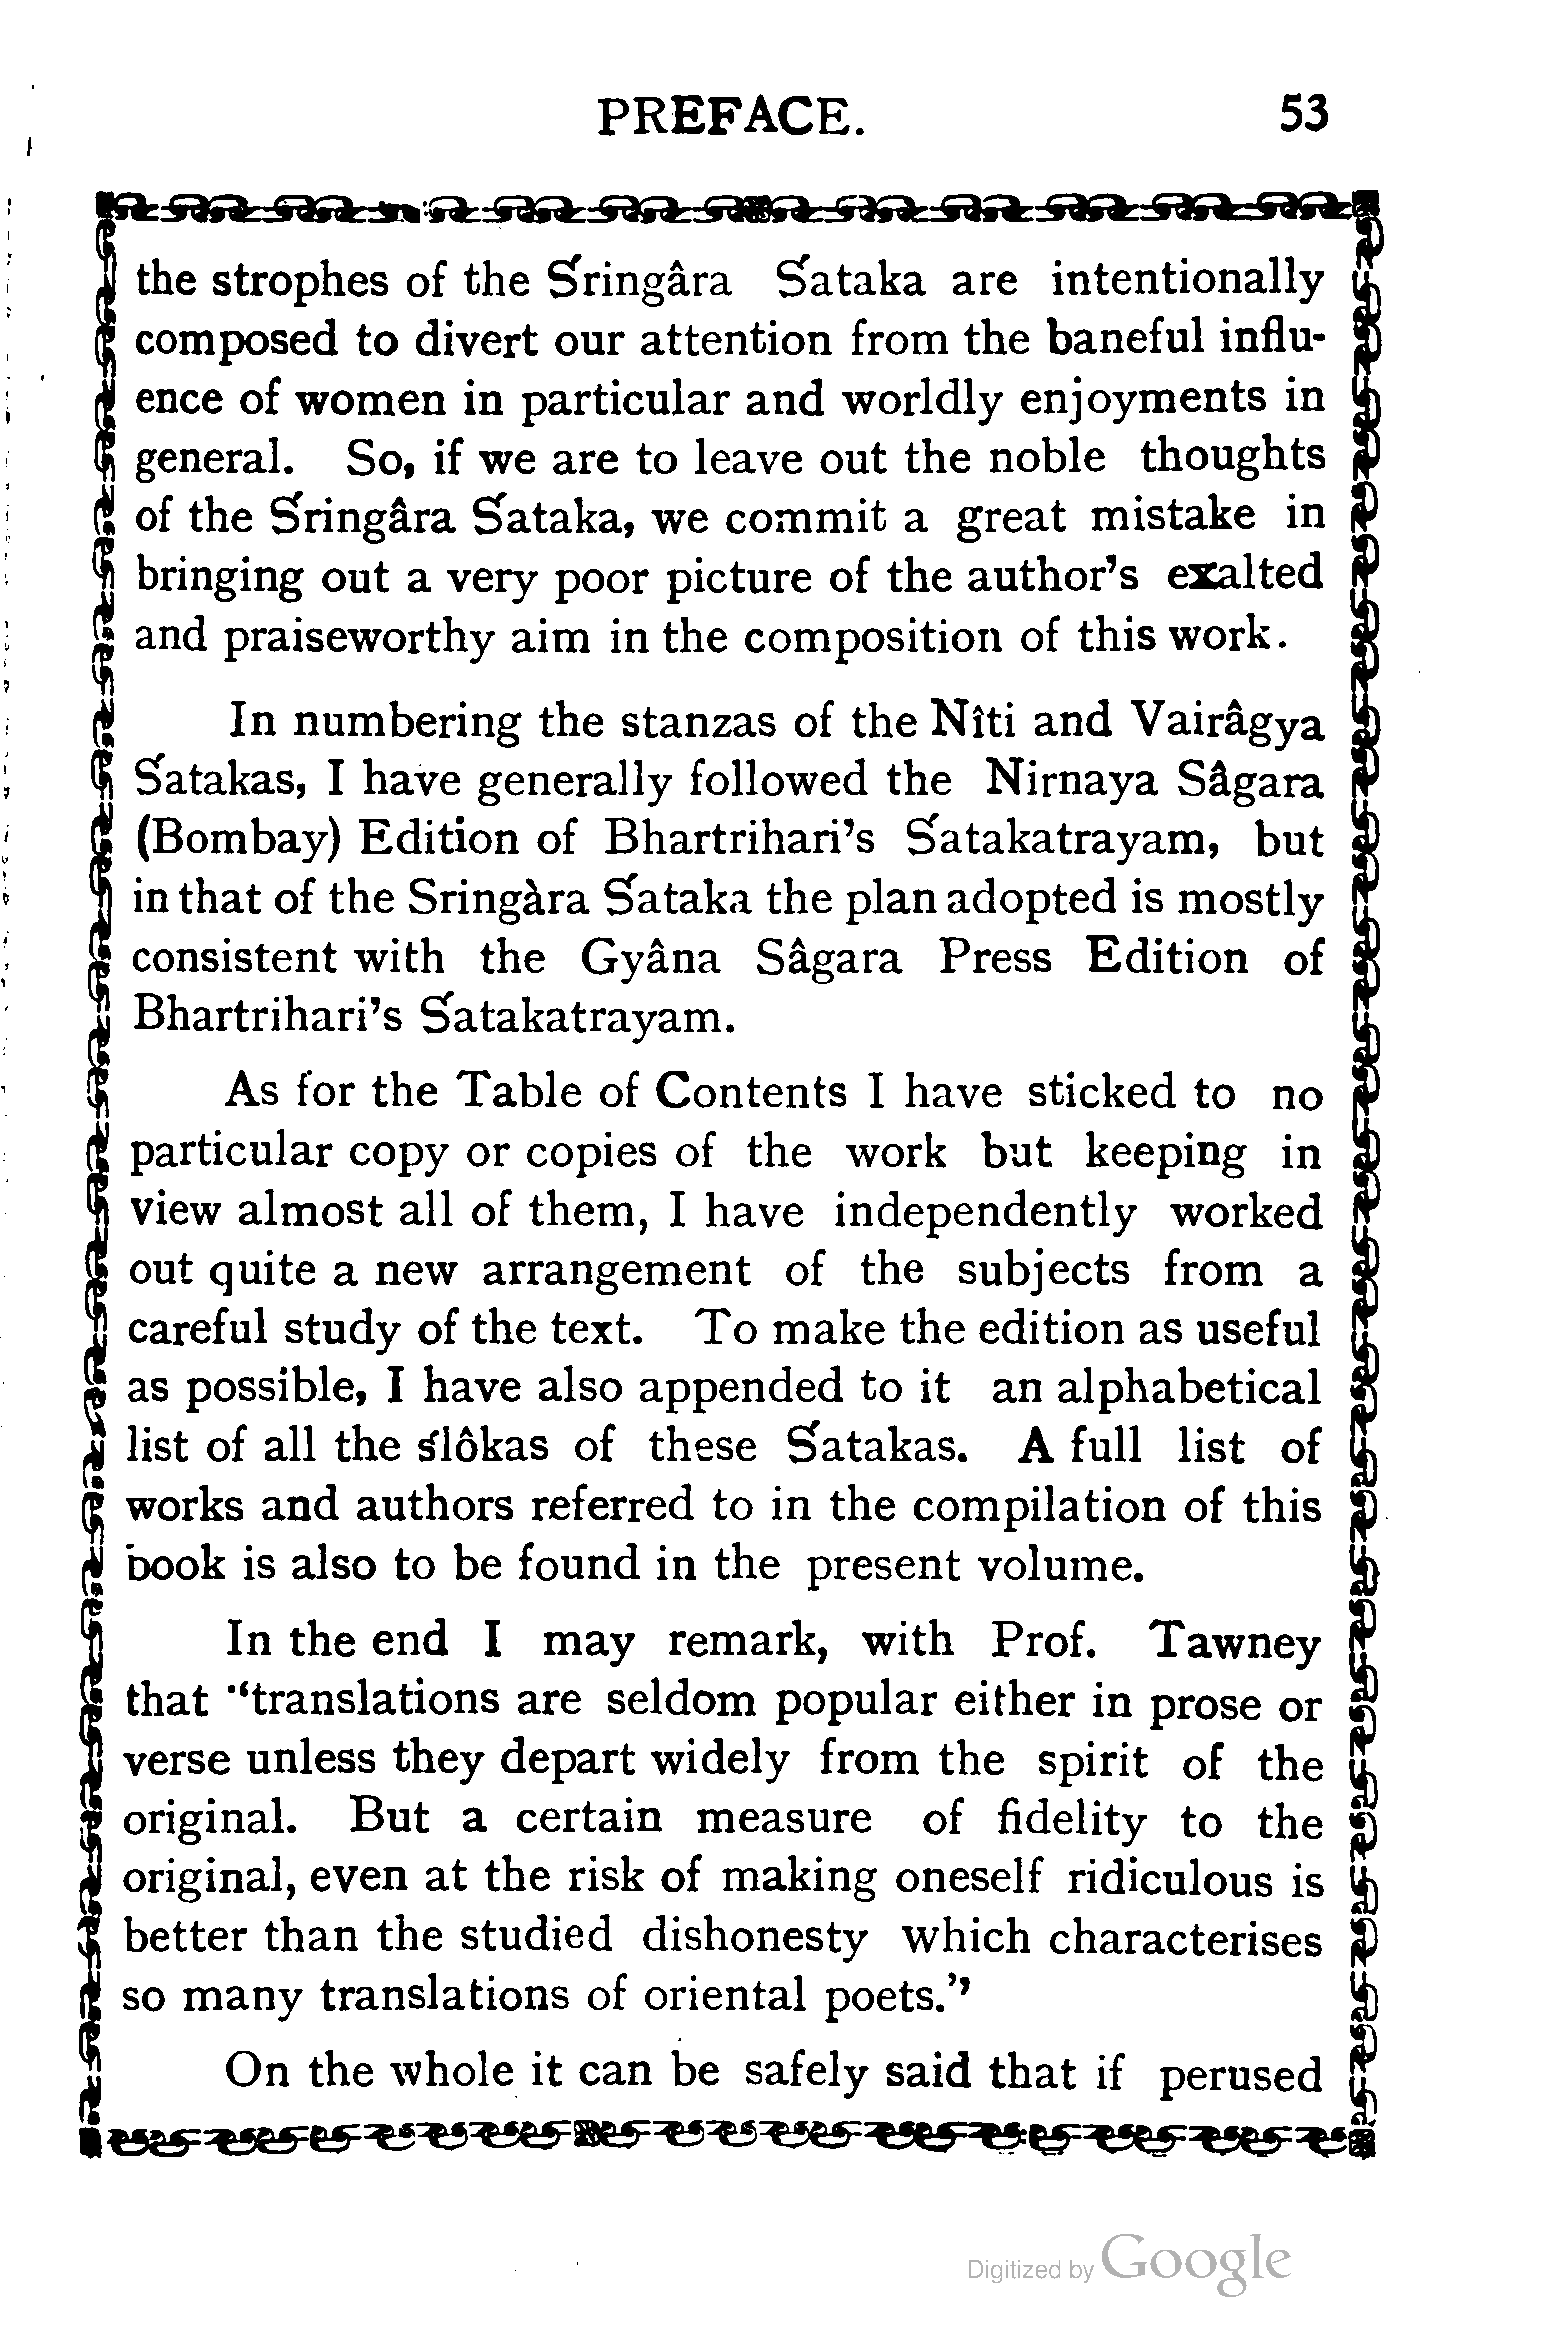 PREFACE. 53
the strophes of the Śringâra Śataka are intentionally
composed to divert our attention from the baneful influ-
ence of women in particular and worldly enjoyments in
general. So, if we are to leave out the noble thoughts
of the Śringâra Śataka, we commit a great mistake in
bringing out a very poor picture of the author's exalted
and praiseworthy aim in the composition of this work.
In numbering the stanzas of the Nîti and Vairâgya
Śatakas, I have generally followed the Nirnaya Sâgara
(Bombay) Edition of Bhartrihari's Śatakatrayam, but
in that of the Sringàra Śataka the plan adopted is mostly
consistent with the Gyâna Sâgara Press Edition of
Bhartrihari's Śatakatrayam.
As for the Table of Contents I have sticked to no
particular copy or copies of the work but keeping in
view almost all of them, I have independently worked
out quite a new arrangement of the subjects from a
careful study of the text. To make the edition as useful
as possible, I have also appended to it an alphabetical
list of all the ślôkas of these Śatakas. A full list of
works and authors referred to in the compilation of this
book is also to be found in the present volume.
In the end I may remark, with Prof. Tawney
that "translations are seldom popular either in prose or
verse unless they depart widely from the spirit of the
original. But a certain measure of fidelity to the
original, even at the risk of making oneself ridiculous is
better than the studied dishonesty which characterises
so many translations of oriental poets."
On the whole it can be safely said that if perused
Digitized by Google